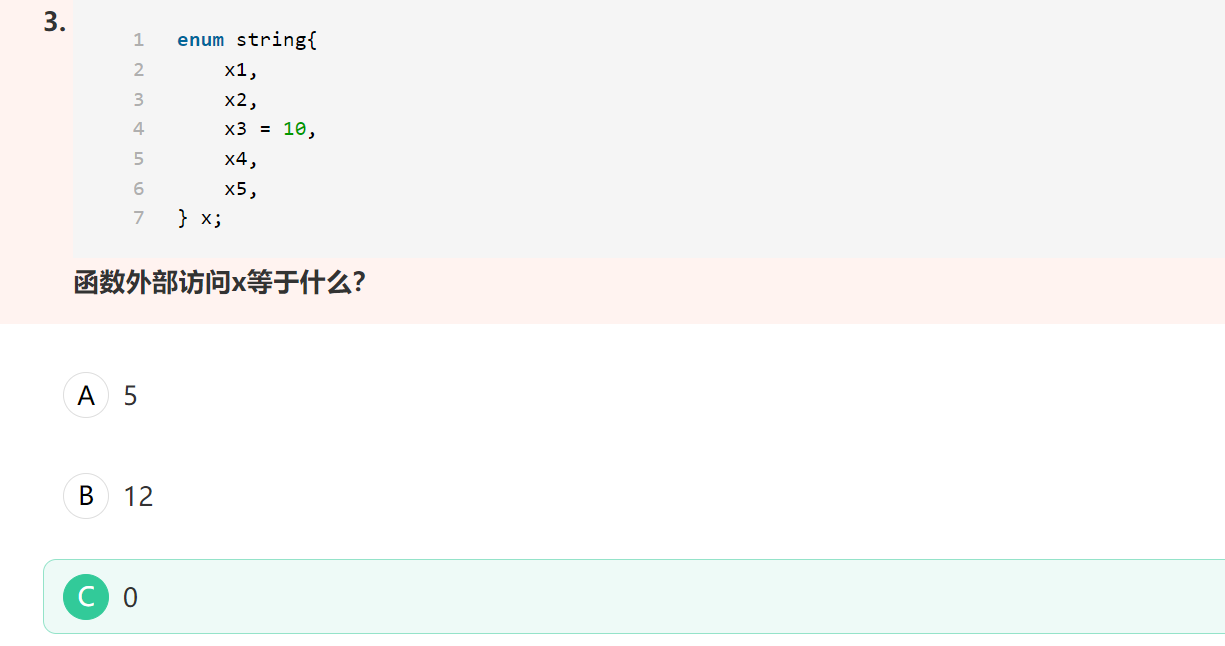 3.
1 enum string{
2     x1,
3     x2,
4     x3 = 10,
5     x4,
6     x5,
7 } x;
函数外部访问x等于什么？
A 5
B 12
C 0